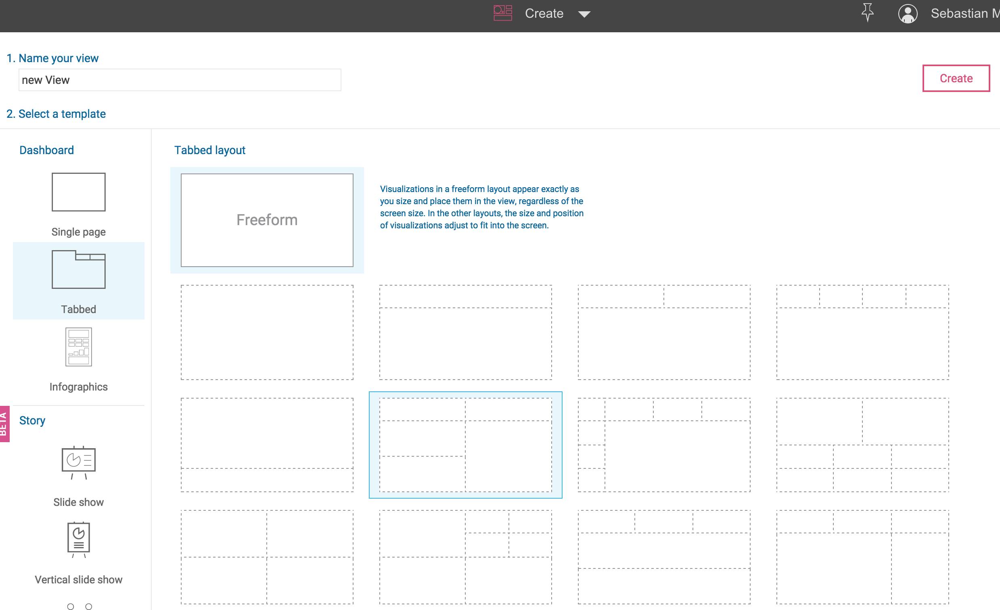 Create
Sebastian M
1. Name your view
new View
Create
2. Select a template
Dashboard
Tabbed layout
Single page
Freeform
Visualizations in a freeform layout appear exactly as
you size and place them in the view, regardless of the
screen size. In the other layouts, the size and position
of visualizations adjust to fit into the screen.
Tabbed
Infographics
BETA
Story
Slide show
Vertical slide show